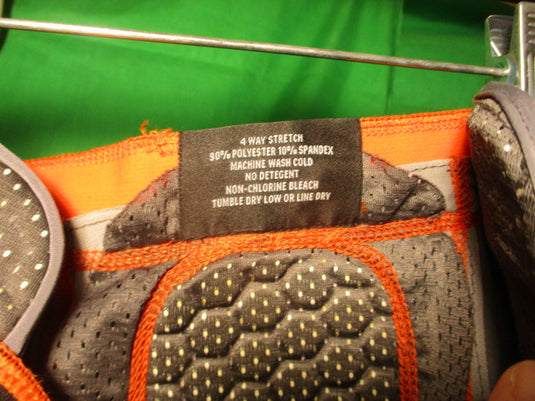 4 WAY STRETCH
90% POLYESTER 10% SPANDEX
MACHINE WASH COLD
NO DETEGENT
NON-CHLORINE BLEACH
TUMBLE DRY LOW OR LINE DRY